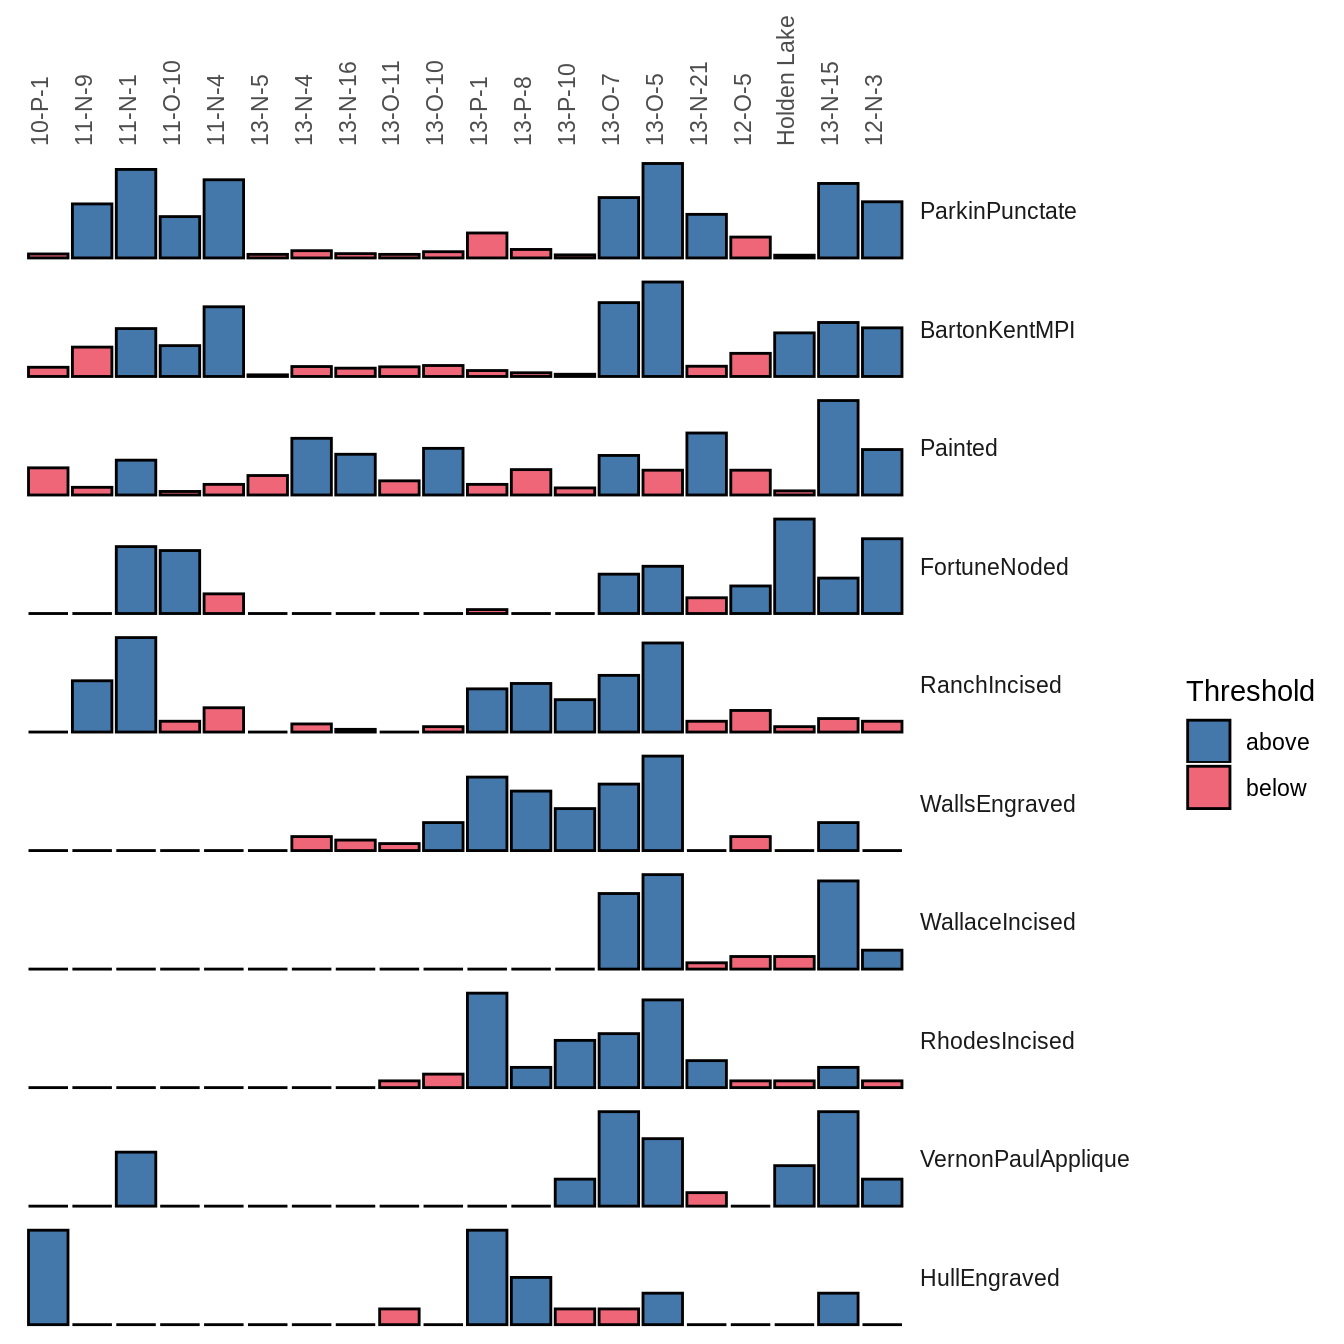 10-P-1
11-N-9
11-N-1
11-O-10
11-N-4
13-N-5
13-N-4
13-N-16
13-O-11
13-O-10
13-P-1
13-P-8
13-P-10
13-O-7
13-O-5
13-N-21
12-O-5
Holden Lake
13-N-15
12-N-3
ParkinPunctate
BartonKentMPI
Painted
FortuneNoded
RanchIncised
WallsEngraved
WallaceIncised
RhodesIncised
VernonPaulApplique
HullEngraved
Threshold
above
below